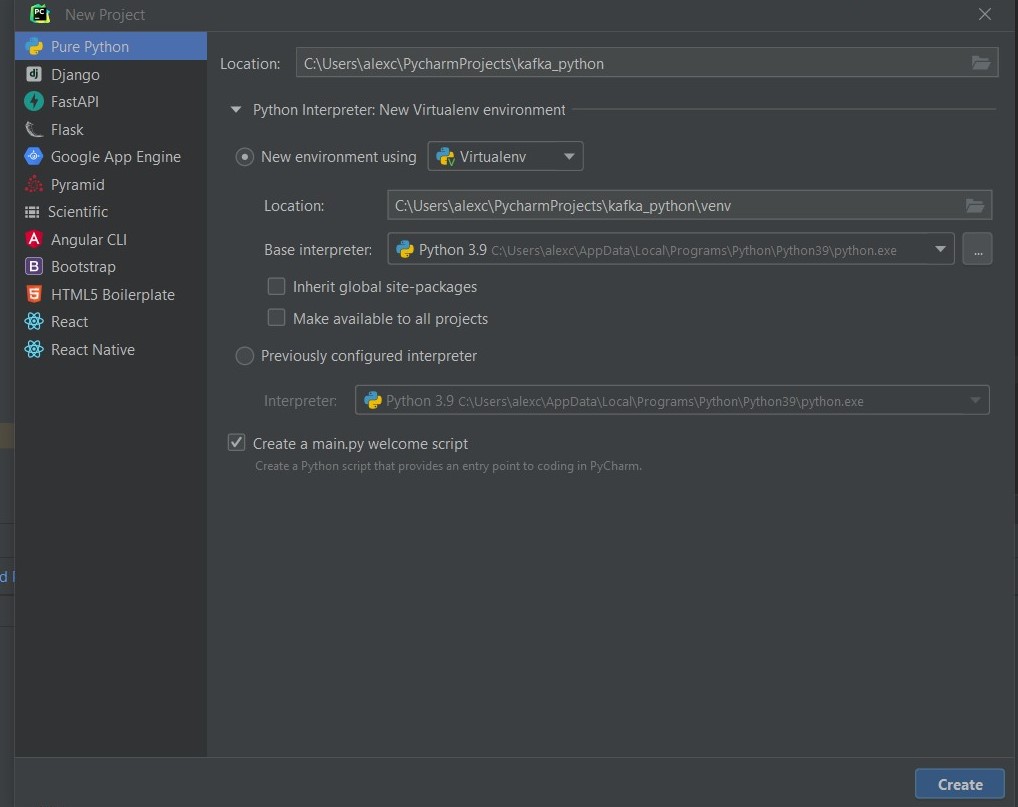 New Project
Pure Python
Django
FastAPI
Flask
Google App Engine
Pyramid
Scientific
Angular CLI
Bootstrap
HTML5 Boilerplate
React
React Native
Location: C:\Users\alexc\PycharmProjects\kafka_python
Python Interpreter: New Virtualenv environment
New environment using Virtualenv
Location: C:\Users\alexc\PycharmProjects\kafka_python\venv
Base interpreter: Python 3.9 C:\Users\alexc\AppData\Local\Programs\Python\Python39\python.exe ...
Inherit global site-packages
Make available to all projects
Previously configured interpreter
Interpreter: Python 3.9 C:\Users\alexc\AppData\Local\Programs\Python\Python39\python.exe
Create a main.py welcome script
Create a Python script that provides an entry point to coding in PyCharm.
Create